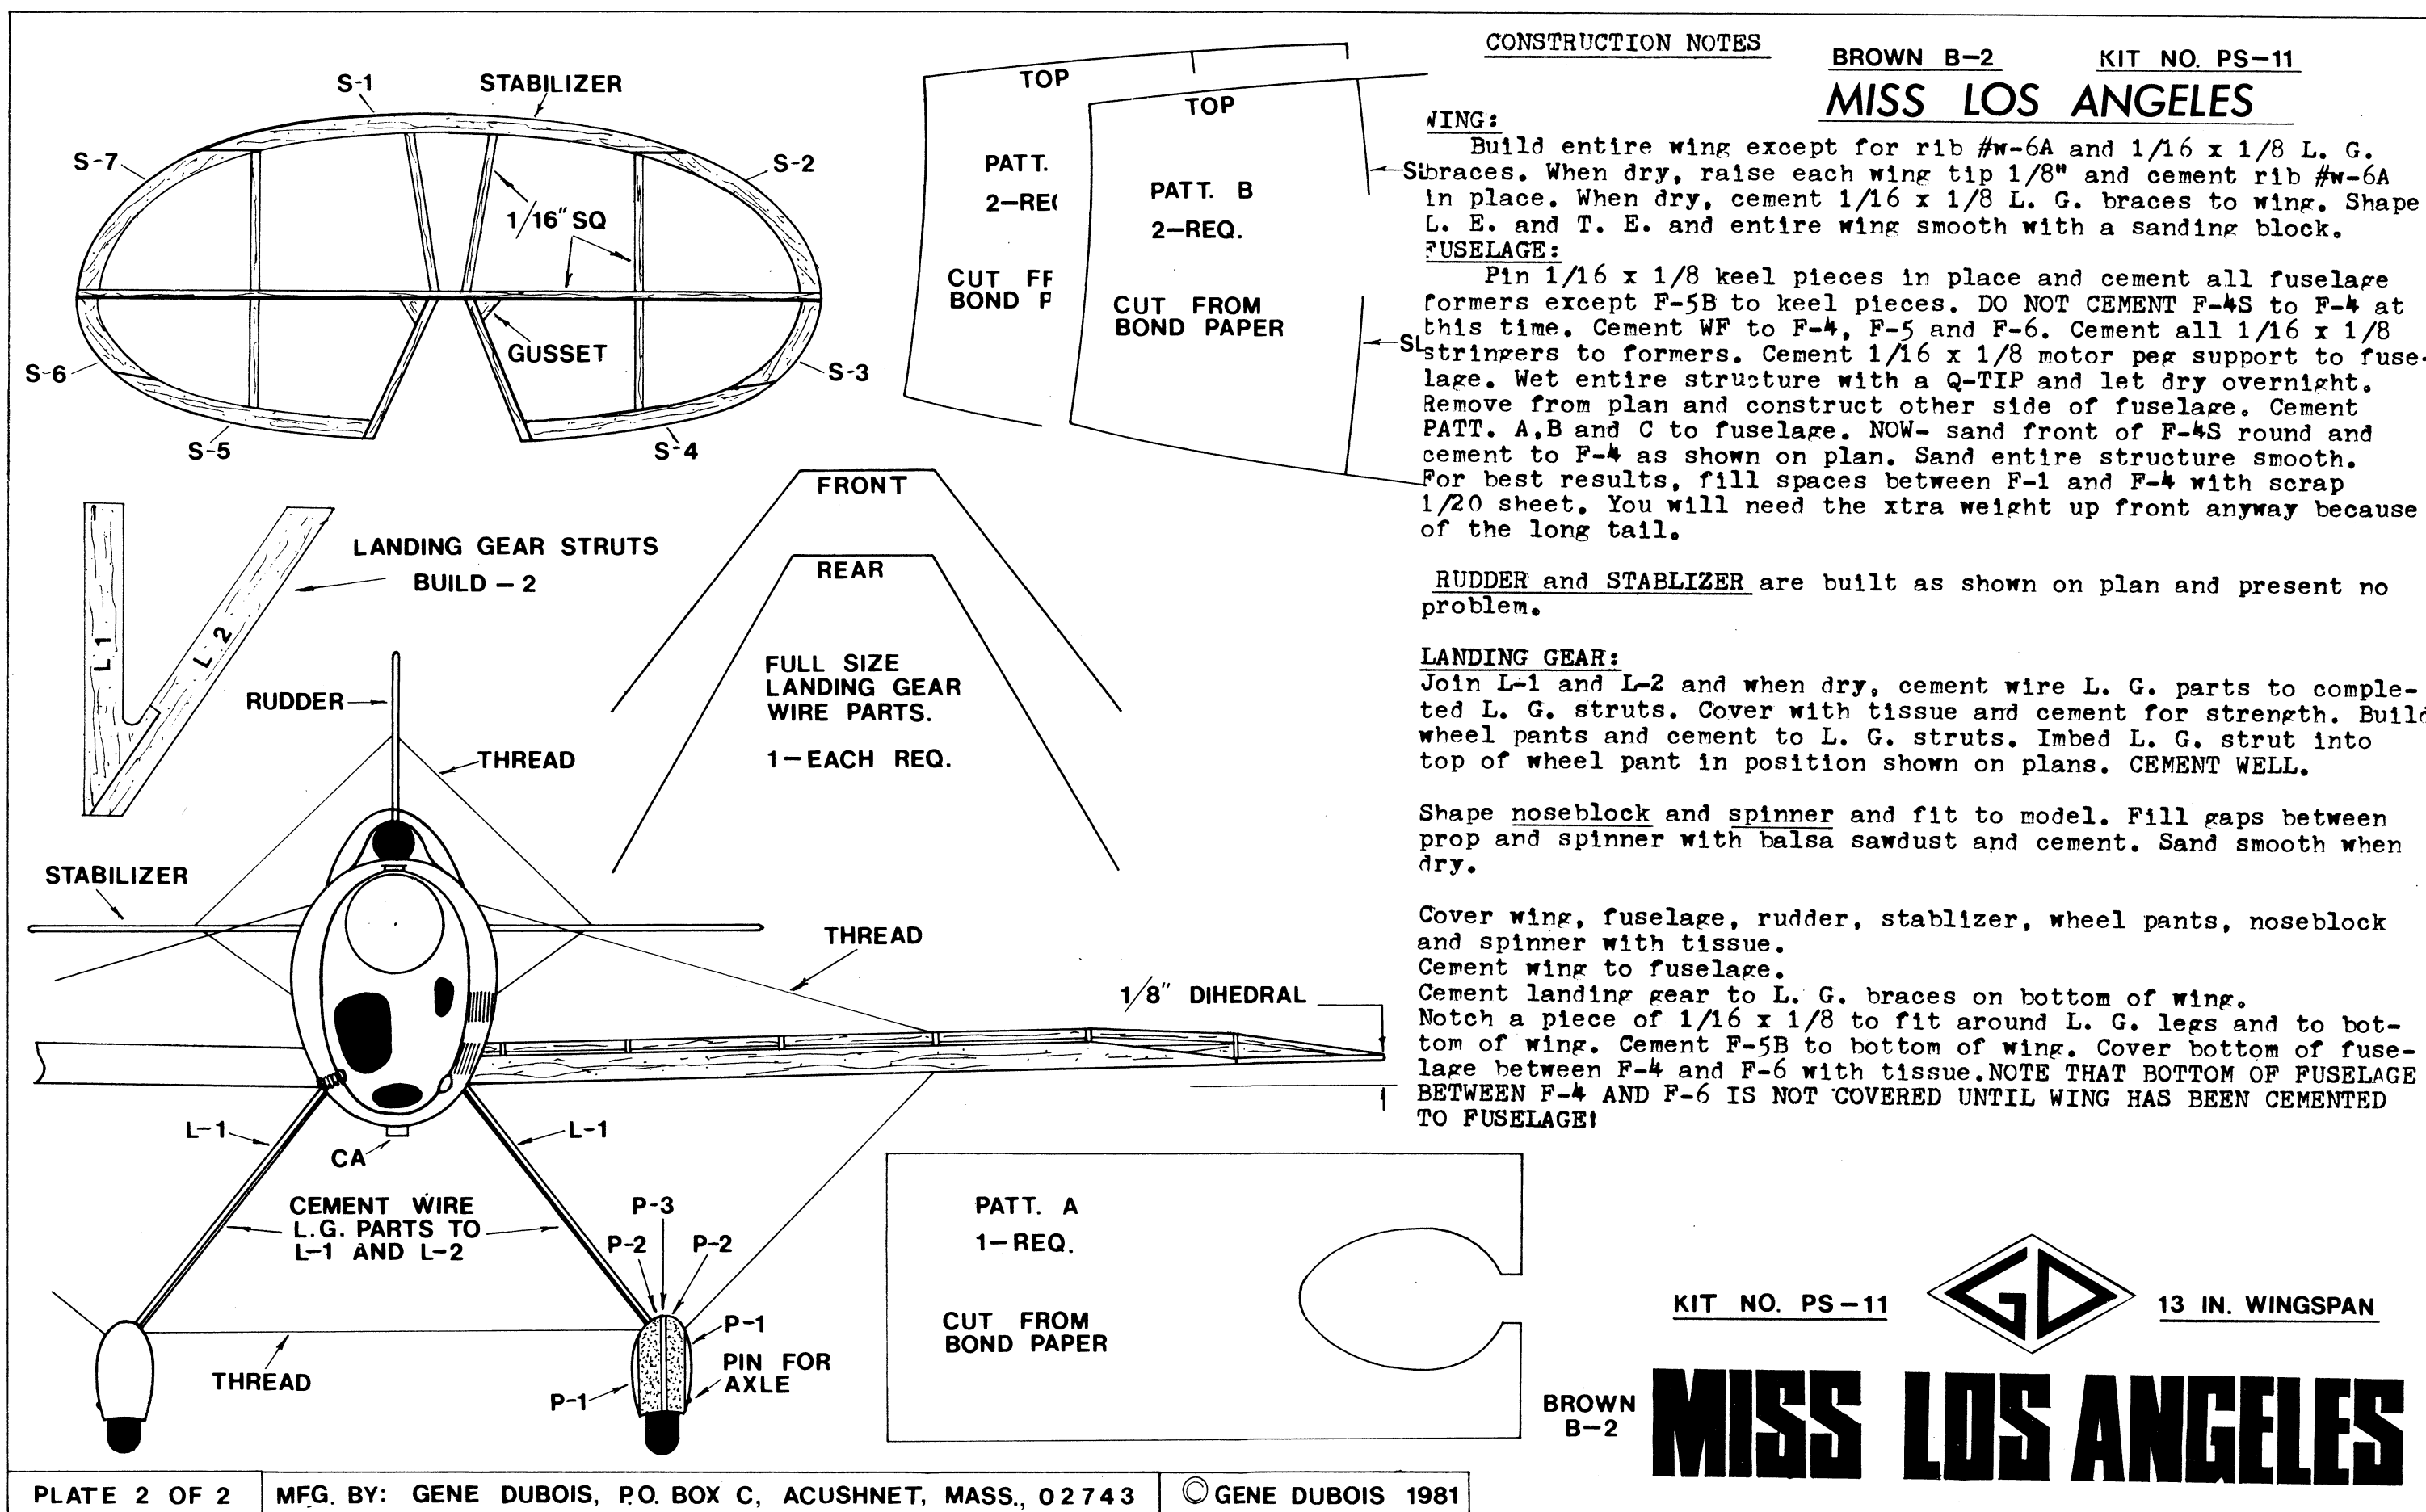 S-1
STABILIZER
S-7
S-2
1/16" SQ
GUSSET
S-6
S-3
S-5
S-4
TOP
PATT.
2-RE
CUT
BOND
TOP
PATT. B
2-REQ.
CUT FROM
BOND PAPER
CONSTRUCTION NOTES
BROWN B-2
KIT NO. PS-11
MISS LOS ANGELES
WING:
Build entire wing except for rib #w-6A and 1/16 x 1/8 L. G.
braces. When dry, raise each wing tip 1/8" and cement rib #w-6A
in place. When dry, cement 1/16 x 1/8 L. G. braces to wing. Shape
L. E. and T. E. and entire wing smooth with a sanding block.
FUSELAGE:
Pin 1/16 x 1/8 keel pieces in place and cement all fuselage
formers except F-5B to keel pieces. DO NOT CEMENT F-4S to F-4 at
this time. Cement WF to F-4, F-5 and F-6. Cement all 1/16 x 1/8
stringers to formers. Cement 1/16 x 1/8 motor peg support to fuse-
lage. Wet entire structure with a Q-TIP and let dry overnight.
Remove from plan and construct other side of fuselage. Cement
PATT. A,B and C to fuselage. NOW- sand front of F-4S round and
cement to F-4 as shown on plan. Sand entire structure smooth.
For best results, fill spaces between F-1 and F-4 with scrap
1/20 sheet. You will need the xtra weight up front anyway because
of the long tail.
RUDDER and STABLIZER are built as shown on plan and present no
problem.
LANDING GEAR:
Join L-1 and L-2 and when dry, cement wire L. G. parts to comple-
ted L. G. struts. Cover with tissue and cement for strength. Build
wheel pants and cement to L. G. struts. Imbed L. G. strut into
top of wheel pant in position shown on plans. CEMENT WELL.
Shape noseblock and spinner and fit to model. Fill gaps between
prop and spinner with balsa sawdust and cement. Sand smooth when
dry.
Cover wing, fuselage, rudder, stablizer, wheel pants, noseblock
and spinner with tissue.
Cement wing to fuselage.
Cement landing gear to L. G. braces on bottom of wing.
Notch a piece of 1/16 x 1/8 to fit around L. G. legs and to bot-
tom of wing. Cement F-5B to bottom of wing. Cover bottom of fuse-
lage between F-4 and F-6 with tissue.NOTE THAT BOTTOM OF FUSELAGE
BETWEEN F-4 AND F-6 IS NOT COVERED UNTIL WING HAS BEEN CEMENTED
TO FUSELAGE!
L 1
L 2
LANDING GEAR STRUTS
BUILD - 2
FRONT
REAR
FULL SIZE
LANDING GEAR
WIRE PARTS.
1-EACH REQ.
RUDDER
THREAD
STABILIZER
THREAD
1/8" DIHEDRAL
L-1
L-1
CA
CEMENT WIRE
L.G. PARTS TO
L-1 AND L-2
P-3
P-2
P-2
P-1
PIN FOR
AXLE
P-1
THREAD
PATT. A
1-REQ.
CUT FROM
BOND PAPER
KIT NO. PS-11
GD
13 IN. WINGSPAN
BROWN
B-2
MISS LOS ANGELES
PLATE 2 OF 2
MFG. BY: GENE DUBOIS, P.O. BOX C, ACUSHNET, MASS., 02743
© GENE DUBOIS 1981